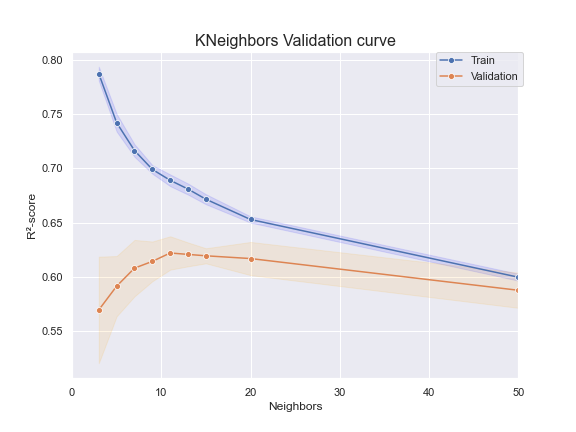 KNeighbors Validation curve
Train
Validation
0.80
0.75
0.70
0.65
0.60
0.55
R²-score
0 10 20 30 40 50
Neighbors